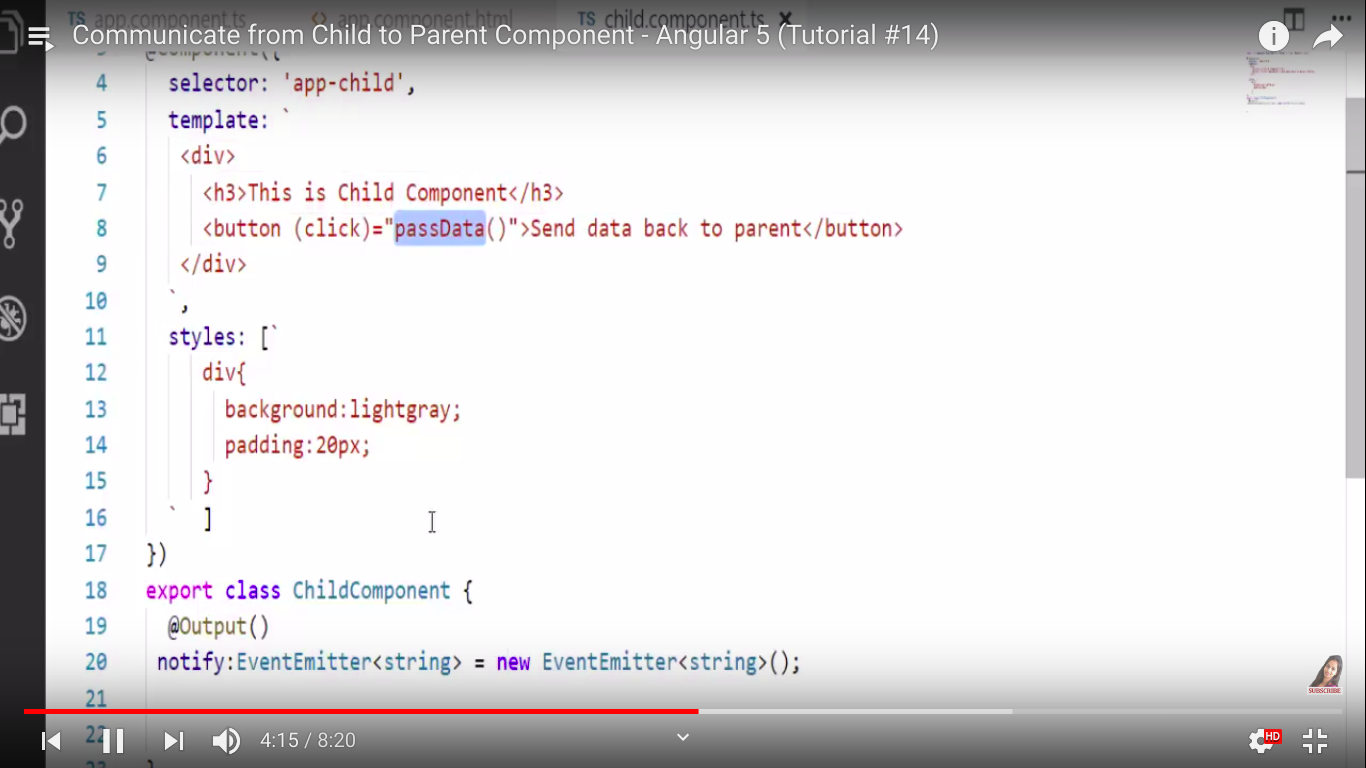 TS app.component.ts <> app.component.html TS child.component.ts ×
Communicate from Child to Parent Component - Angular 5 (Tutorial #14)
3 @Component({
4 selector: 'app-child',
5 template: `
6 <div>
7 <h3>This is Child Component</h3>
8 <button (click)="passData()">Send data back to parent</button>
9 </div>
10 `,
11 styles: [`
12 div{
13 background:lightgray;
14 padding:20px;
15 }
16 ` ]
17 })
18 export class ChildComponent {
19 @Output()
20 notify:EventEmitter<string> = new EventEmitter<string>();
21
22
23 }
SUBSCRIBE
4:15 / 8:20
HD